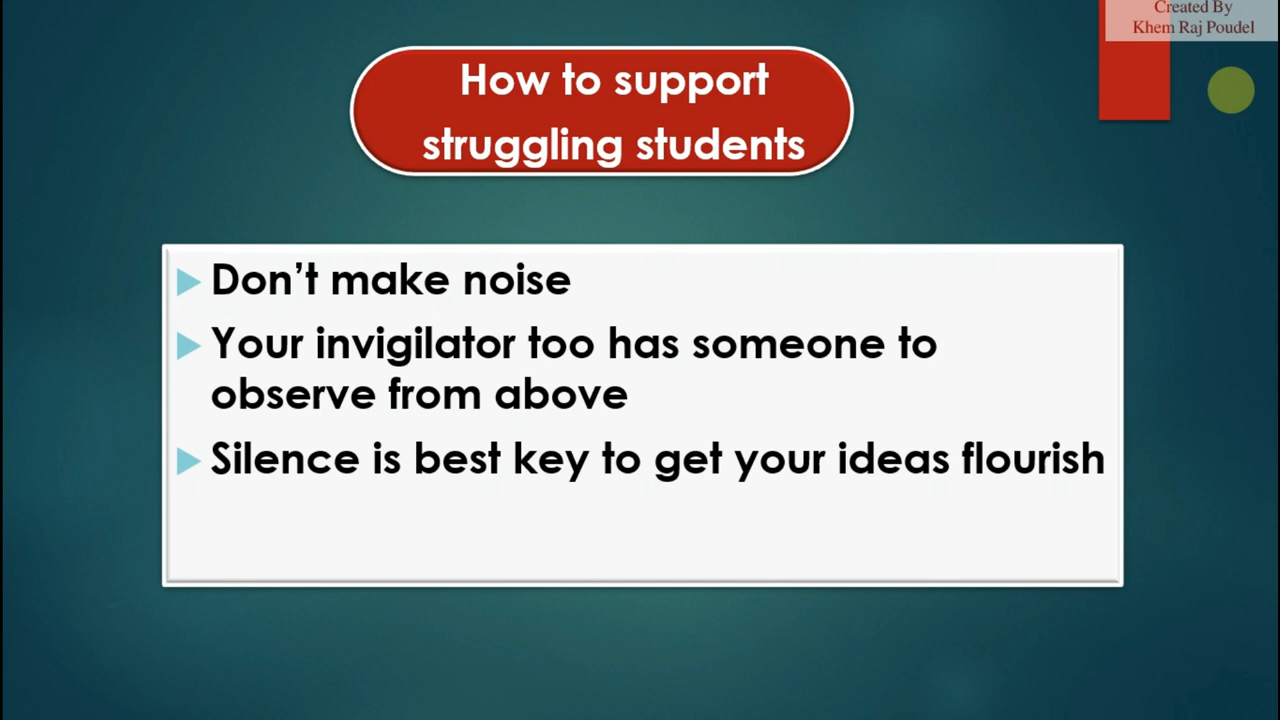 Created By
Khem Raj Poudel
How to support
struggling students
Don’t make noise
Your invigilator too has someone to
observe from above
Silence is best key to get your ideas flourish